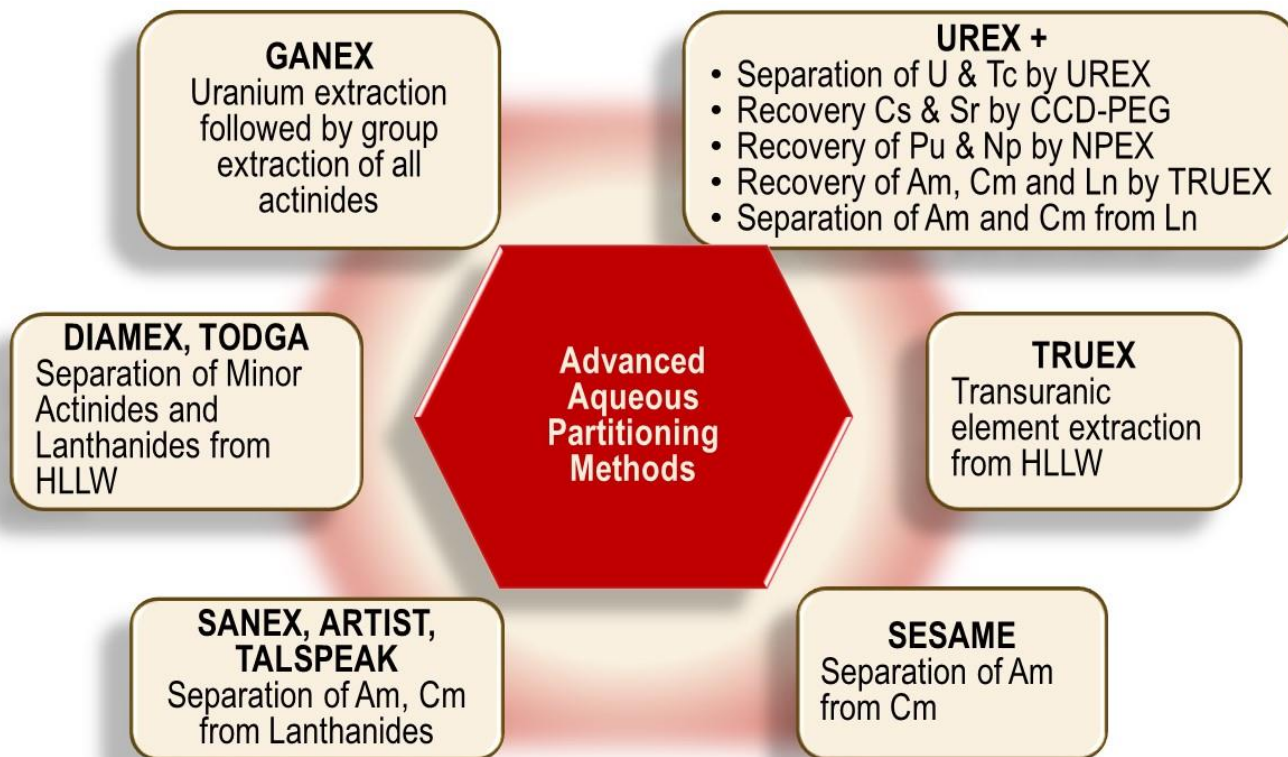 GANEX
Uranium extraction
followed by group
extraction of all
actinides
UREX +
• Separation of U & Tc by UREX
• Recovery Cs & Sr by CCD-PEG
• Recovery of Pu & Np by NPEX
• Recovery of Am, Cm and Ln by TRUEX
• Separation of Am and Cm from Ln
DIAMEX, TODGA
Separation of Minor
Actinides and
Lanthanides from
HLLW
Advanced
Aqueous
Partitioning
Methods
TRUEX
Transuranic
element extraction
from HLLW
SANEX, ARTIST,
TALSPEAK
Separation of Am, Cm
from Lanthanides
SESAME
Separation of Am
from Cm